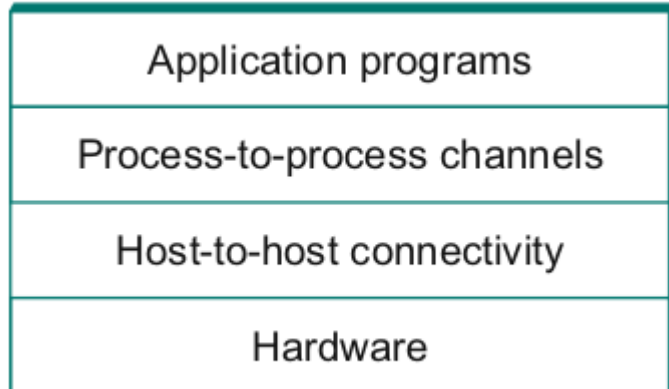 Application programs
Process-to-process channels
Host-to-host connectivity
Hardware